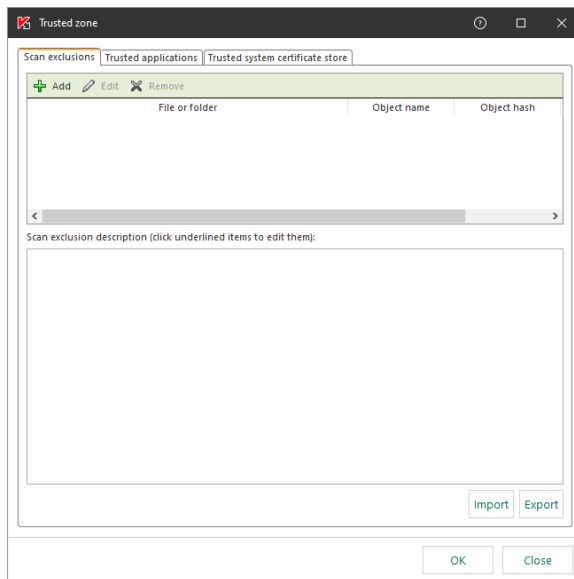 Trusted zone
Scan exclusions Trusted applications Trusted system certificate store
Add Edit Remove
File or folder Object name Object hash
Scan exclusion description (click underlined items to edit them):
Import Export
OK Close